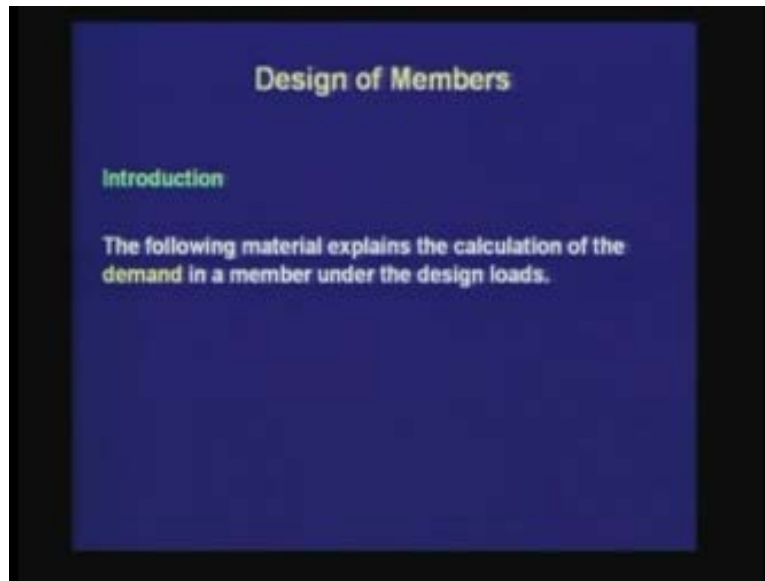 Design of Members
Introduction
The following material explains the calculation of the
demand in a member under the design loads.